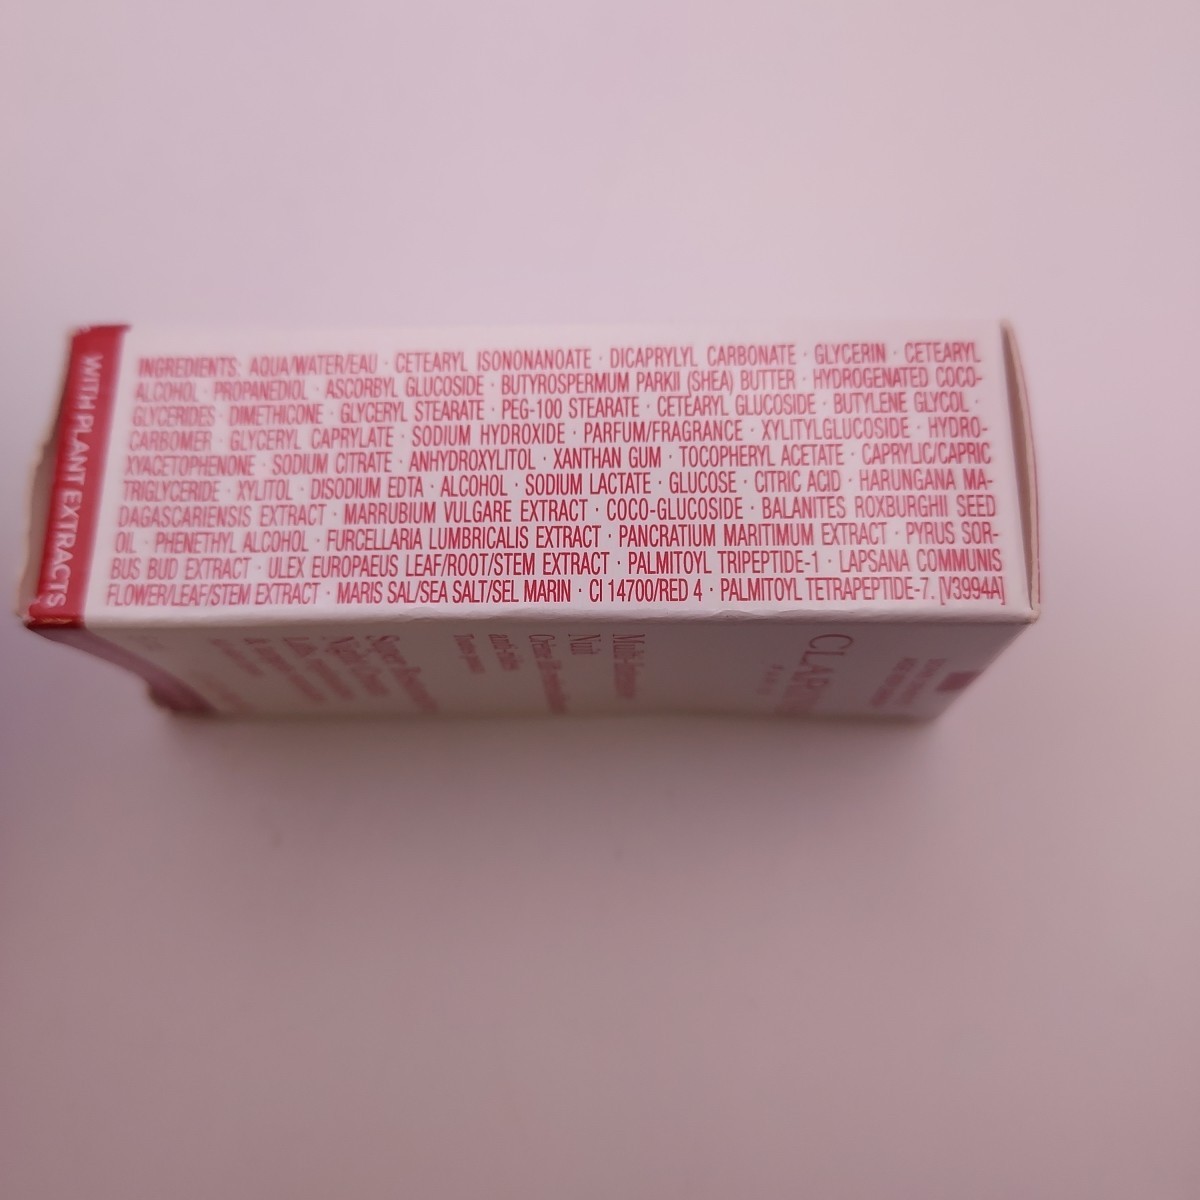 WITH PLANT EXTRACTS
INGREDIENTS: AQUA/WATER/EAU · CETEARYL ISONONANOATE · DICAPRYLYL CARBONATE · GLYCERIN · CETEARYL
ALCOHOL · PROPANEDIOL · ASCORBYL GLUCOSIDE · BUTYROSPERMUM PARKII (SHEA) BUTTER · HYDROGENATED COCO-
GLYCERIDES · DIMETHICONE · GLYCERYL STEARATE · PEG-100 STEARATE · CETEARYL GLUCOSIDE · BUTYLENE GLYCOL ·
CARBOMER · GLYCERYL CAPRYLATE · SODIUM HYDROXIDE · PARFUM/FRAGRANCE · XYLITYLGLUCOSIDE · HYDRO-
XYACETOPHENONE · SODIUM CITRATE · ANHYDROXYLITOL · XANTHAN GUM · TOCOPHERYL ACETATE · CAPRYLIC/CAPRIC
TRIGLYCERIDE · XYLITOL · DISODIUM EDTA · ALCOHOL · SODIUM LACTATE · GLUCOSE · CITRIC ACID · HARUNGANA MA-
DAGASCARIENSIS EXTRACT · MARRUBIUM VULGARE EXTRACT · COCO-GLUCOSIDE · BALANITES ROXBURGHII SEED
OIL · PHENETHYL ALCOHOL · FURCELLARIA LUMBRICALIS EXTRACT · PANCRATIUM MARITIMUM EXTRACT · PYRUS SOR-
BUS BUD EXTRACT · ULEX EUROPAEUS LEAF/ROOT/STEM EXTRACT · PALMITOYL TRIPEPTIDE-1 · LAPSANA COMMUNIS
FLOWER/LEAF/STEM EXTRACT · MARIS SAL/SEA SALT/SEL MARIN · CI 14700/RED 4 · PALMITOYL TETRAPEPTIDE-7. [V3994A]
Nuit
Night Cream